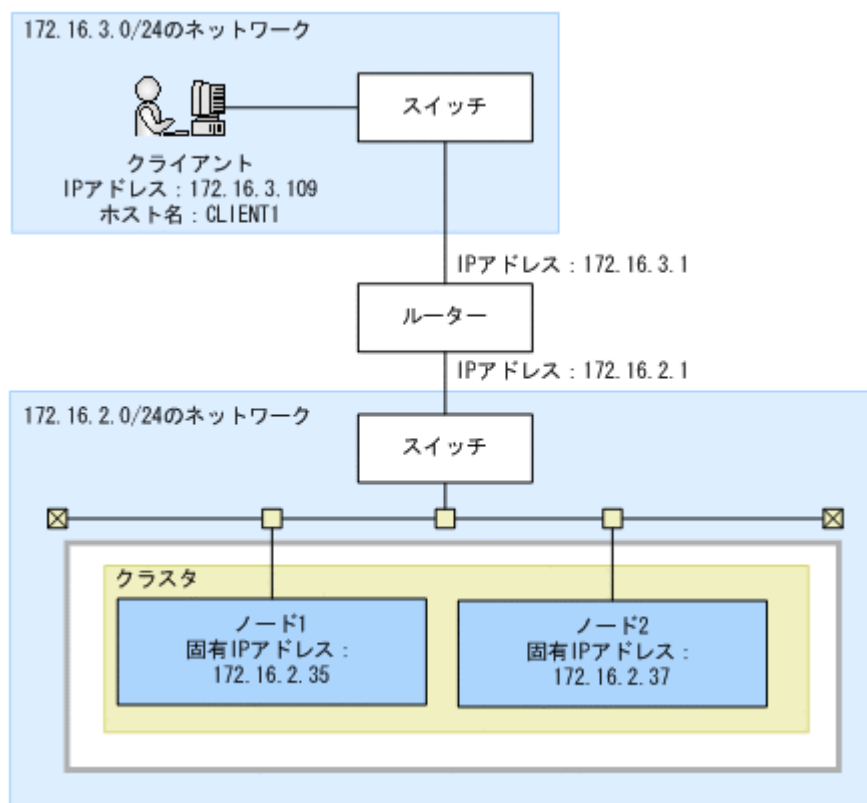 172.16.3.0/24のネットワーク
スイッチ
クライアント
IPアドレス：172.16.3.109
ホスト名：CLIENT1
IPアドレス：172.16.3.1
ルーター
IPアドレス：172.16.2.1
172.16.2.0/24のネットワーク
スイッチ
クラスタ
ノード1
固有IPアドレス：
172.16.2.35
ノード2
固有IPアドレス：
172.16.2.37